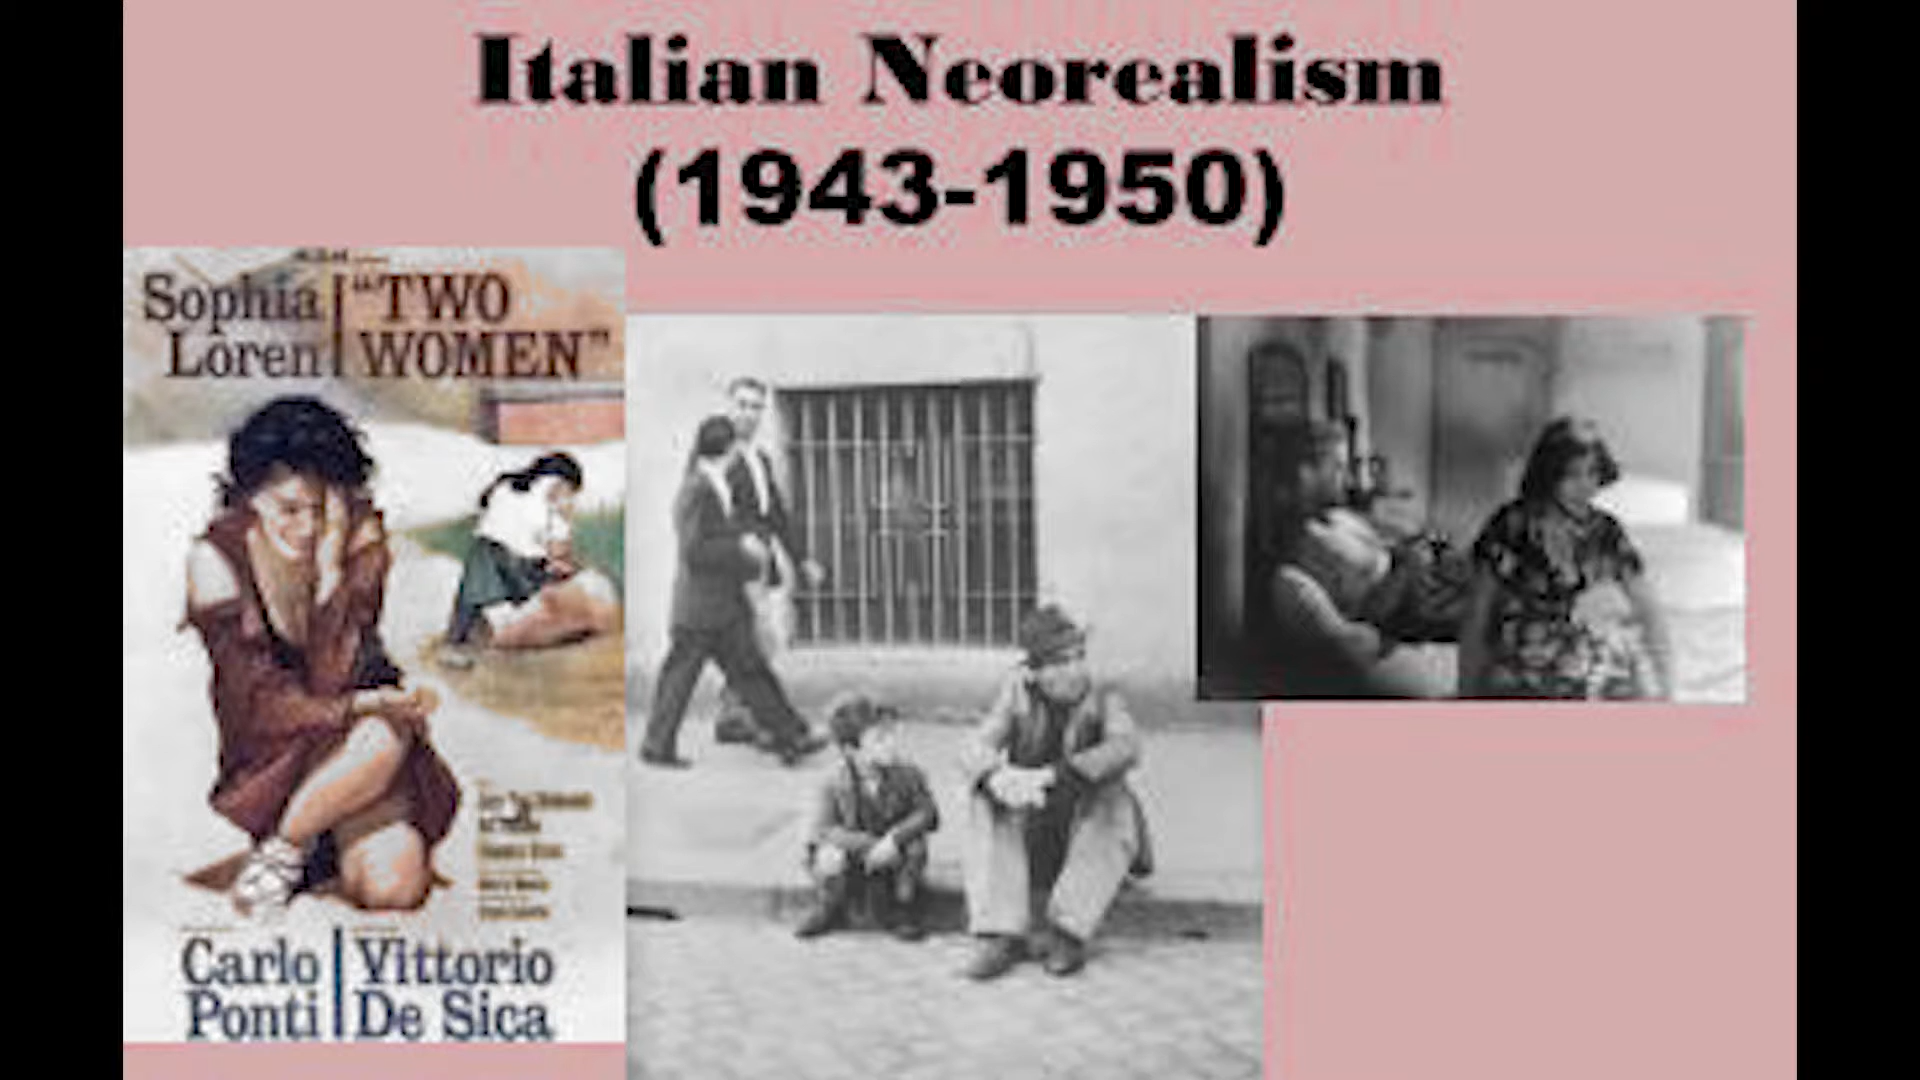 Italian Neorealism
(1943-1950)
Sophia
Loren
"TWO
WOMEN"
Carlo
Ponti
Vittorio
De Sica